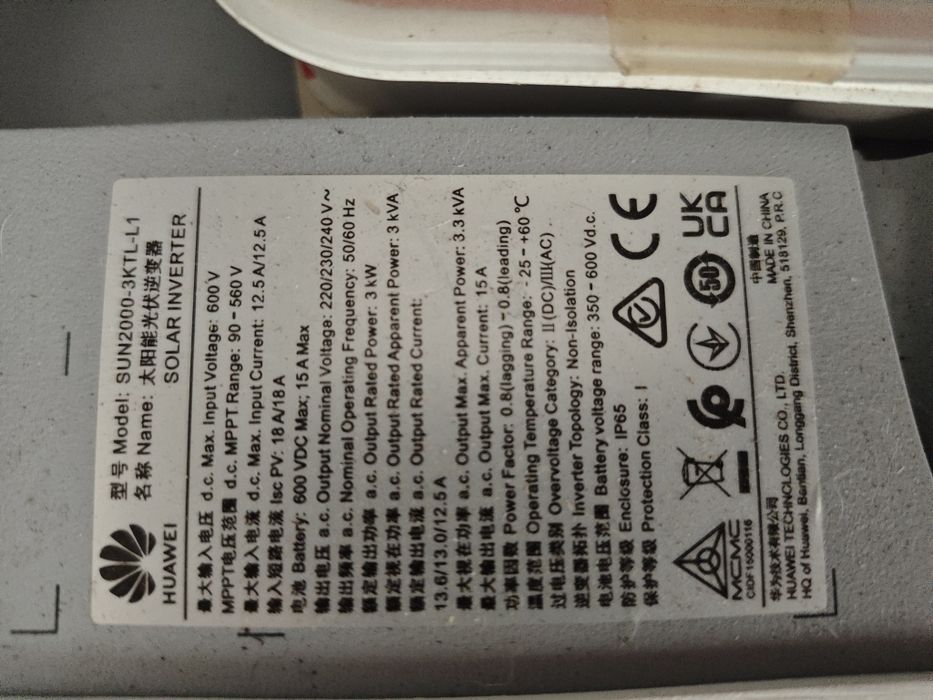 HUAWEI
型号 Model: SUN2000-3KTL-L1
名称 Name: 太阳能光伏逆变器
SOLAR INVERTER
最大输入电压 d.c. Max. Input Voltage: 600 V
MPPT电压范围 d.c. MPPT Range: 90 - 560 V
最大输入电流 d.c. Max. Input Current: 12.5 A/12.5 A
输入短路电流 Isc PV: 18 A/18 A
电池 Battery: 600 VDC Max; 15 A Max
输出电压 a.c. Output Nominal Voltage: 220/230/240 V~
输出频率 a.c. Nominal Operating Frequency: 50/60 Hz
额定输出功率 a.c. Output Rated Power: 3 kW
额定视在功率 a.c. Output Rated Apparent Power: 3 kVA
额定输出电流 a.c. Output Rated Current:
13.6/13.0/12.5 A
最大视在功率 a.c. Output Max. Apparent Power: 3.3 kVA
最大输出电流 a.c. Output Max. Current: 15 A
功率因数 Power Factor: 0.8(lagging) - 0.8(leading)
温度范围 Operating Temperature Range: - 25 - +60 ℃
过电压类别 Overvoltage Category: II(DC)/III(AC)
逆变器拓扑 Inverter Topology: Non-Isolation
电池电压范围 Battery voltage range: 350 - 600 Vd.c.
防护等级 Enclosure: IP65
保护等级 Protection Class: I
CE
MCMC
CIDF15000116
50
UK
CA
华为技术有限公司
HUAWEI TECHNOLOGIES CO., LTD.
HQ of Huawei, Bantian, Longgang District, Shenzhen, 518129, P.R.C
中国制造
MADE IN CHINA